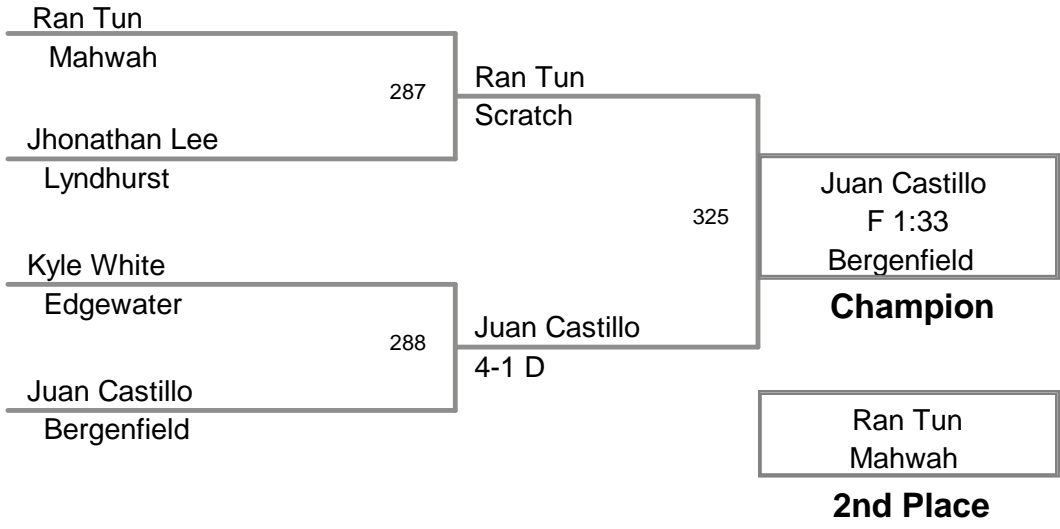 Ran Tun
Mahwah
287
Jhonathan Lee
Lyndhurst
Ran Tun
Scratch
Kyle White
Edgewater
288
Juan Castillo
Bergenfield
Juan Castillo
4-1 D
325
Juan Castillo
F 1:33
Bergenfield
Champion
Ran Tun
Mahwah
2nd Place